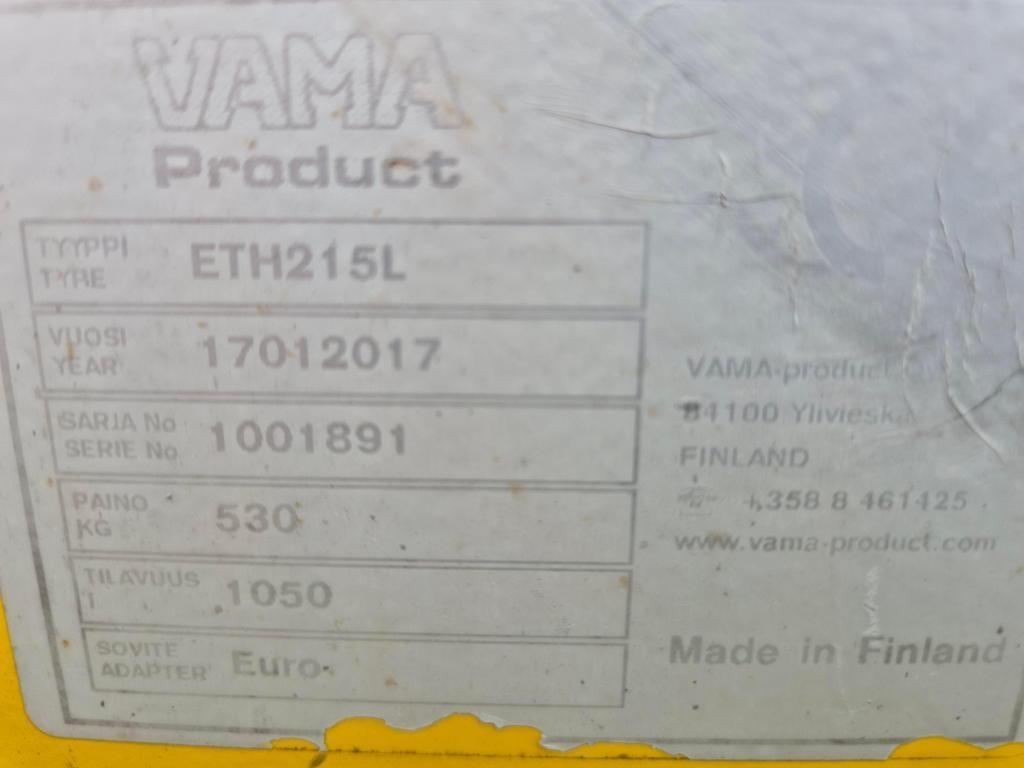 VAMA
Product
TYYPPI
TYPE
ETH215L
VUOSI
YEAR
17012017
SARJA No
SERIE No
1001891
PAINO
KG
530
TILAVUUS
l
1050
SOVITE
ADAPTER
Euro
VAMA-product Oy
84100 Ylivieska
FINLAND
+358 8 461425
www.vama-product.com
Made in Finland